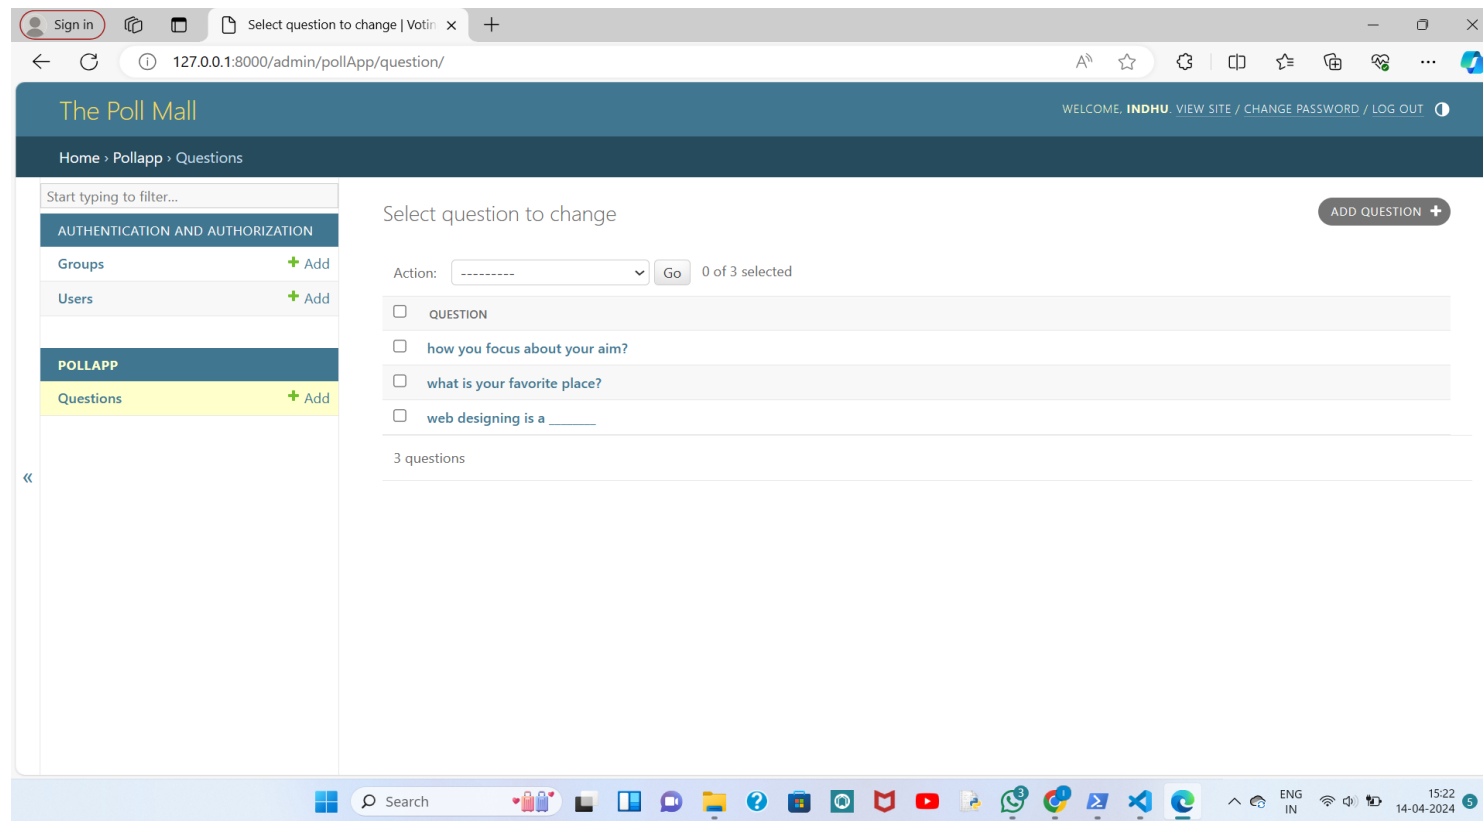 Sign in
Select question to change | Votin
127.0.0.1:8000/admin/pollApp/question/
The Poll Mall
WELCOME, INDHU. VIEW SITE / CHANGE PASSWORD / LOG OUT
Home › Pollapp › Questions
Start typing to filter...
AUTHENTICATION AND AUTHORIZATION
Groups + Add
Users + Add
POLLAPP
Questions + Add
«
Select question to change
ADD QUESTION +
Action: --------- Go 0 of 3 selected
QUESTION
how you focus about your aim?
what is your favorite place?
web designing is a _______
3 questions
Search
3
ENG
IN
15:22
14-04-2024
5